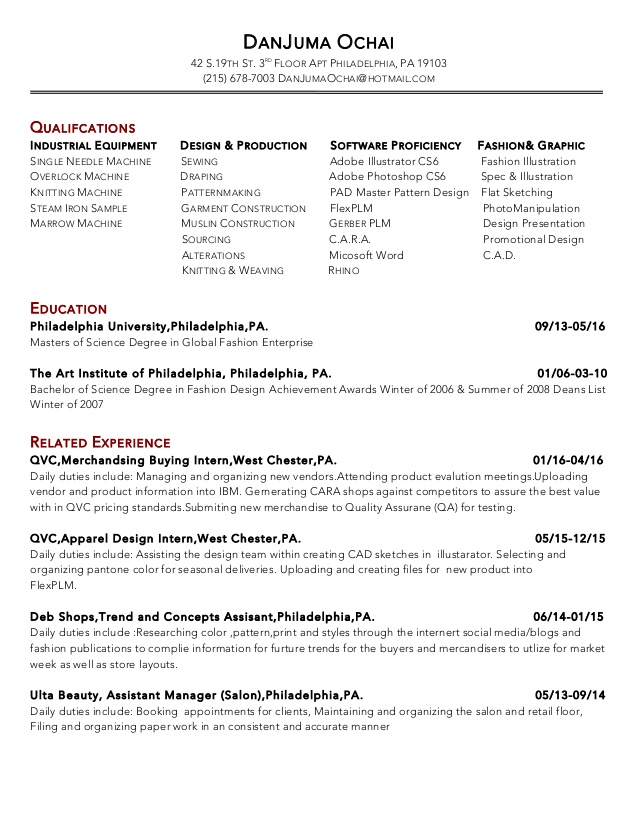 DanJuma Ochai
42 S.19th St. 3rd Floor Apt Philadelphia, PA 19103
(215) 678-7003 DanJumaOchai@hotmail.com
Qualifcations
Industrial Equipment Design & Production Software Proficiency Fashion& Graphic
Single Needle Machine Sewing Adobe Illustrator CS6 Fashion Illustration
Overlock Machine Draping Adobe Photoshop CS6 Spec & Illustration
Knitting Machine Patternmaking PAD Master Pattern Design Flat Sketching
Steam Iron Sample Garment Construction FlexPLM PhotoManipulation
Marrow Machine Muslin Construction Gerber PLM Design Presentation
Sourcing C.A.R.A. Promotional Design
Alterations Micosoft Word C.A.D.
Knitting & Weaving Rhino
Education
Philadelphia University,Philadelphia,PA. 09/13-05/16
Masters of Science Degree in Global Fashion Enterprise
The Art Institute of Philadelphia, Philadelphia, PA. 01/06-03-10
Bachelor of Science Degree in Fashion Design Achievement Awards Winter of 2006 & Summer of 2008 Deans List
Winter of 2007
Related Experience
QVC,Merchandsing Buying Intern,West Chester,PA. 01/16-04/16
Daily duties include: Managing and organizing new vendors.Attending product evalution meetings.Uploading
vendor and product information into IBM. Gemerating CARA shops against competitors to assure the best value
with in QVC pricing standards.Submiting new merchandise to Quality Assurane (QA) for testing.
QVC,Apparel Design Intern,West Chester,PA. 05/15-12/15
Daily duties include: Assisting the design team within creating CAD sketches in illustarator. Selecting and
organizing pantone color for seasonal deliveries. Uploading and creating files for new product into
FlexPLM.
Deb Shops,Trend and Concepts Assisant,Philadelphia,PA. 06/14-01/15
Daily duties include :Researching color ,pattern,print and styles through the internert social media/blogs and
fashion publications to complie information for furture trends for the buyers and mercandisers to utlize for market
week as well as store layouts.
Ulta Beauty, Assistant Manager (Salon),Philadelphia,PA. 05/13-09/14
Daily duties include: Booking appointments for clients, Maintaining and organizing the salon and retail floor,
Filing and organizing paper work in an consistent and accurate manner